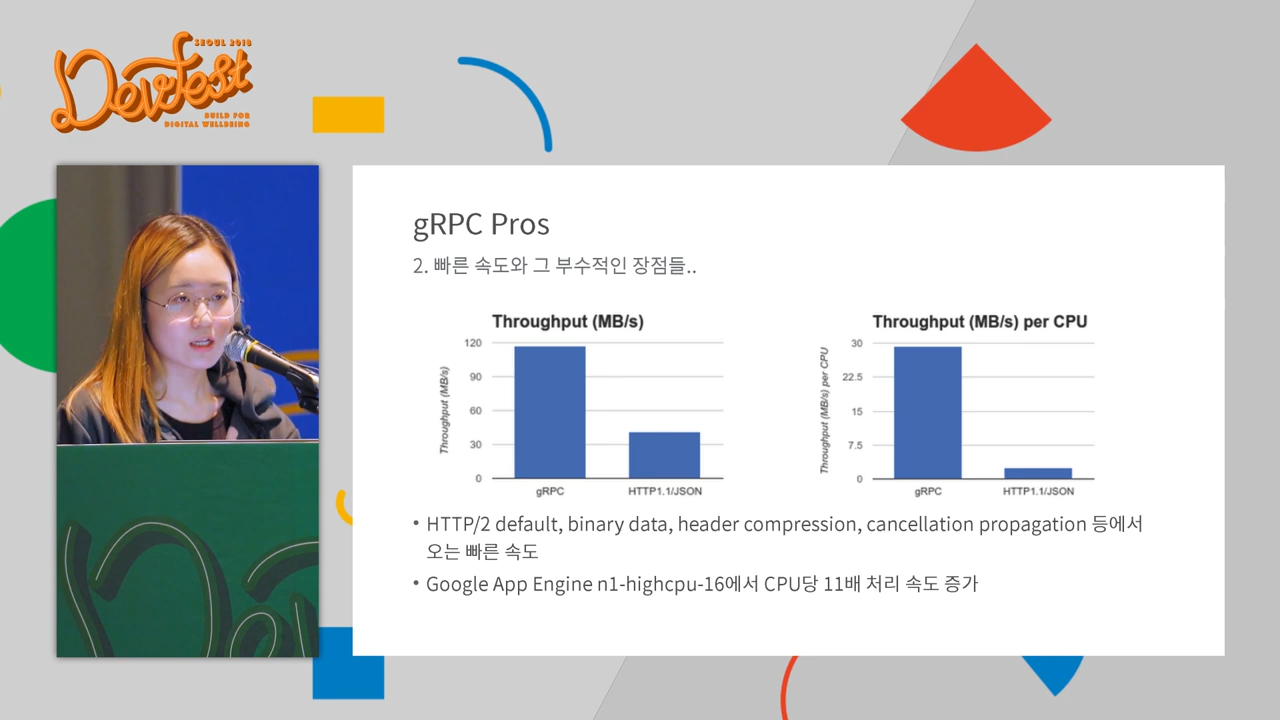 SEOUL 2018
DevFest
BUILD FOR
DIGITAL WELLBEING
gRPC Pros
2. 빠른 속도와 그 부수적인 장점들..
Throughput (MB/s)
Throughput (MB/s)
120
90
60
30
0
gRPC
HTTP1.1/JSON
Throughput (MB/s) per CPU
Throughput (MB/s) per CPU
30
22.5
15
7.5
0
gRPC
HTTP1.1/JSON
• HTTP/2 default, binary data, header compression, cancellation propagation 등에서
오는 빠른 속도
• Google App Engine n1-highcpu-16에서 CPU당 11배 처리 속도 증가
De